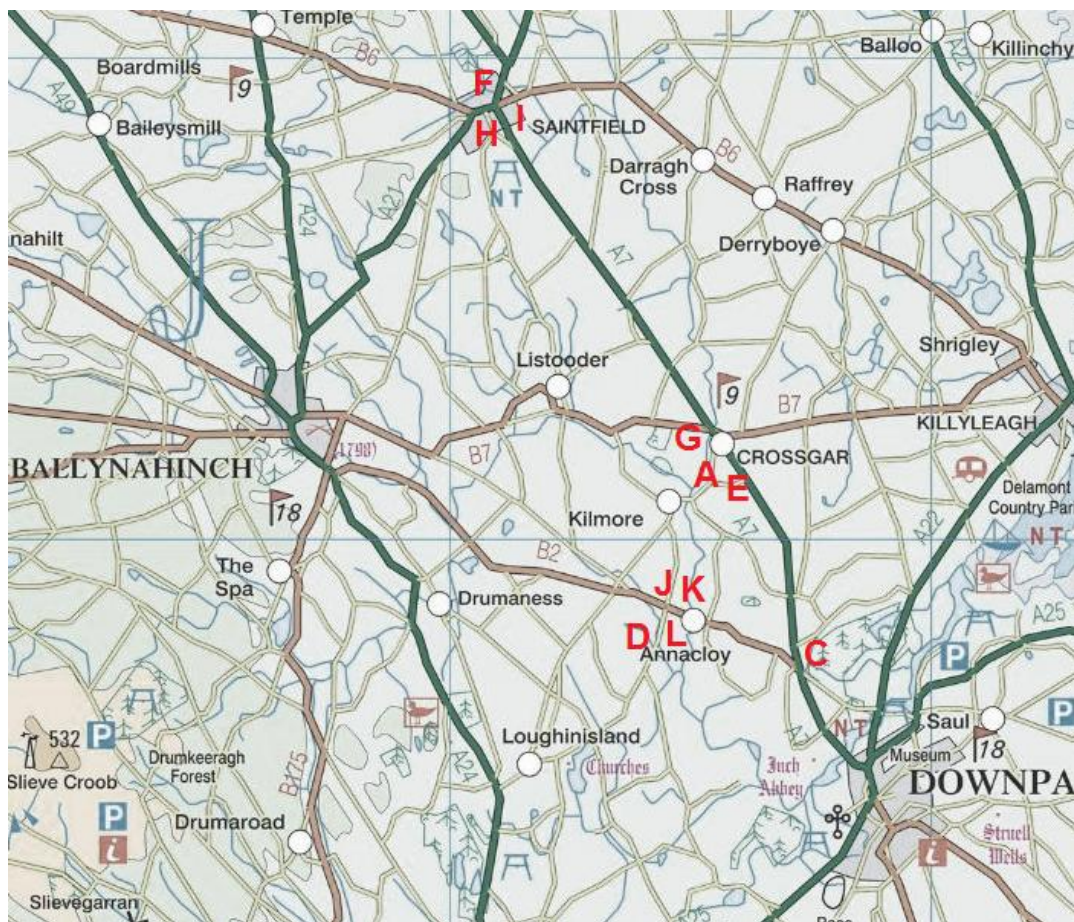 Temple
Balloo
Killinchy
Boardmills
B6
F
9
A49
A22
Baileysmill
I
SAINTFIELD
H
B6
Darragh
Cross
Raffrey
NT
A24
A21
Derryboye
nahilt
J
A7
Listooder
Shrigley
9
B7
KILLYLEAGH
G
CROSSGAR
(1798)
B7
BALLYNAHINCH
A
E
Delamont
Country Par
18
Kilmore
A7
A22
NT
The
Spa
B2
J
K
Drumaness
A25
D
L
Annacloy
C
P
NT
Saul
P
532
P
Loughinisland
A7
Museum
18
Slieve Croob
Drumkeeragh
Forest
B175
A24
Churches
Inch
Abbey
DOWNPA
P
Drumaroad
i
i
Struell
Wells
Slievegarran